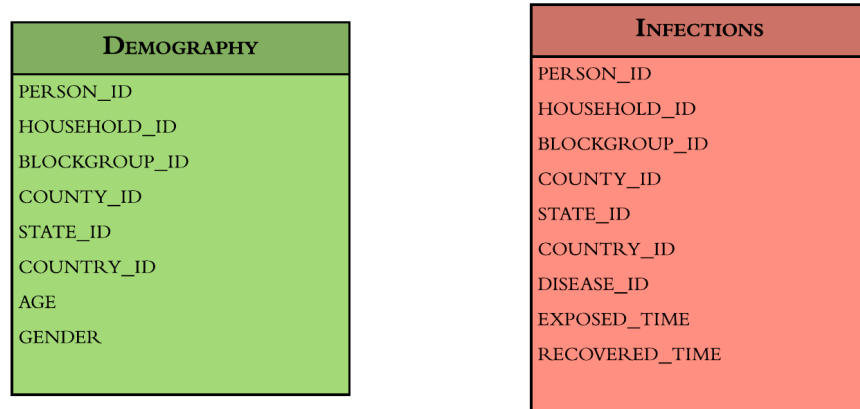 DEMOGRAPHY
PERSON_ID
HOUSEHOLD_ID
BLOCKGROUP_ID
COUNTY_ID
STATE_ID
COUNTRY_ID
AGE
GENDER
INFECTIONS
PERSON_ID
HOUSEHOLD_ID
BLOCKGROUP_ID
COUNTY_ID
STATE_ID
COUNTRY_ID
DISEASE_ID
EXPOSED_TIME
RECOVERED_TIME